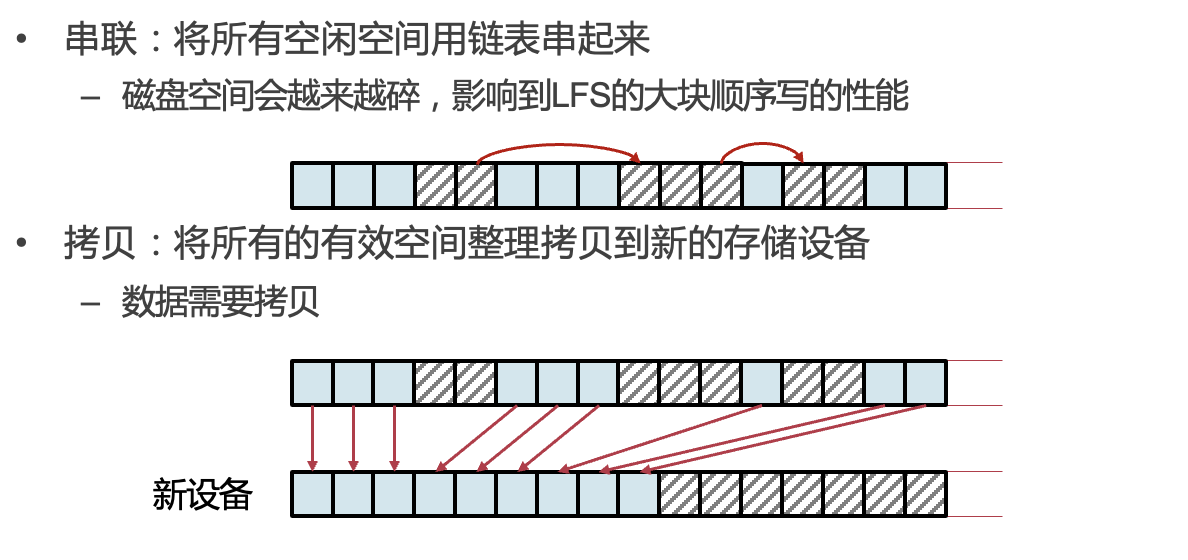 • 串联：将所有空闲空间用链表串起来
– 磁盘空间会越来越碎，影响到LFS的大块顺序写的性能
• 拷贝：将所有的有效空间整理拷贝到新的存储设备
– 数据需要拷贝
新设备